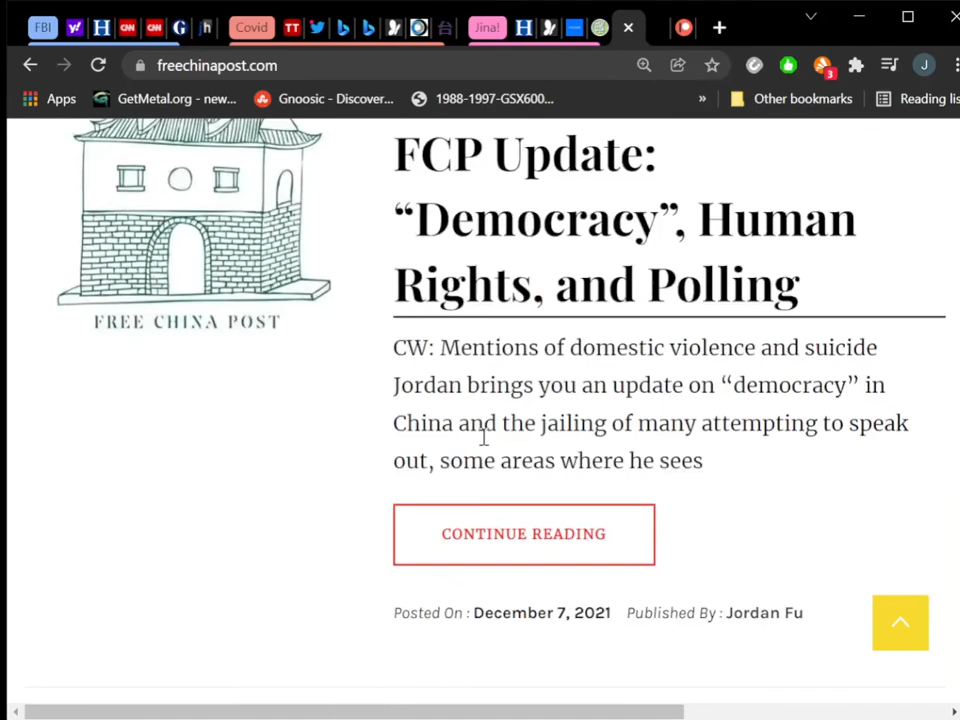 FBI
Covid
TT
Jina!
freechinapost.com
3
J
Apps
GetMetal.org - new...
Gnoosic - Discover...
1988-1997-GSX600...
»
Other bookmarks
Reading lis
FCP Update:
“Democracy”, Human
Rights, and Polling
FREE CHINA POST
CW: Mentions of domestic violence and suicide
Jordan brings you an update on “democracy” in
China and the jailing of many attempting to speak
out, some areas where he sees
CONTINUE READING
Posted On : December 7, 2021 Published By : Jordan Fu